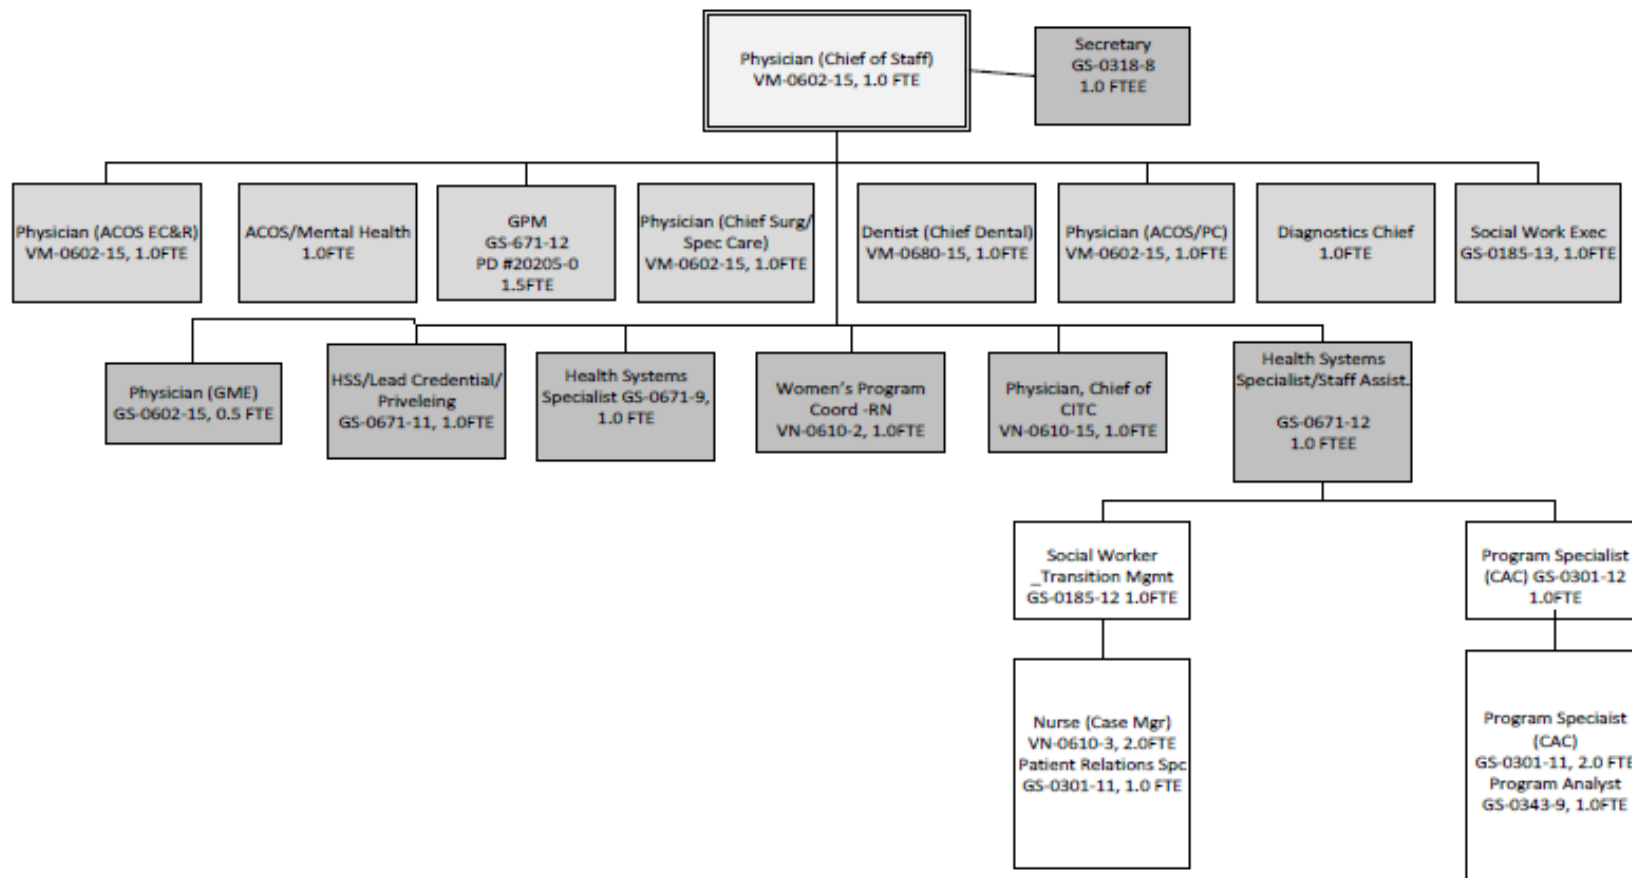 Physician (Chief of Staff)
VM-0602-15, 1.0 FTE
Secretary
GS-0318-8
1.0 FTEE
Physician (ACOS EC&R)
VM-0602-15, 1.0FTE
ACOS/Mental Health
1.0FTE
GPM
GS-671-12
PD #20205-0
1.5FTE
Physician (Chief Surg/
Spec Care)
VM-0602-15, 1.0FTE
Dentist (Chief Dental)
VM-0680-15, 1.0FTE
Physician (ACOS/PC)
VM-0602-15, 1.0FTE
Diagnostics Chief
1.0FTE
Social Work Exec
GS-0185-13, 1.0FTE
Physician (GME)
GS-0602-15, 0.5 FTE
HSS/Lead Credential/
Priveleing
GS-0671-11, 1.0FTE
Health Systems
Specialist GS-0671-9,
1.0 FTE
Women's Program
Coord -RN
VN-0610-2, 1.0FTE
Physician, Chief of
CITC
VN-0610-15, 1.0FTE
Health Systems
Specialist/Staff Assist.
GS-0671-12
1.0 FTEE
Social Worker
_Transition Mgmt
GS-0185-12 1.0FTE
Program Specialist
(CAC) GS-0301-12
1.0FTE
Nurse (Case Mgr)
VN-0610-3, 2.0FTE
Patient Relations Spc
GS-0301-11, 1.0 FTE
Program Speciaist
(CAC)
GS-0301-11, 2.0 FTE
Program Analyst
GS-0343-9, 1.0FTE